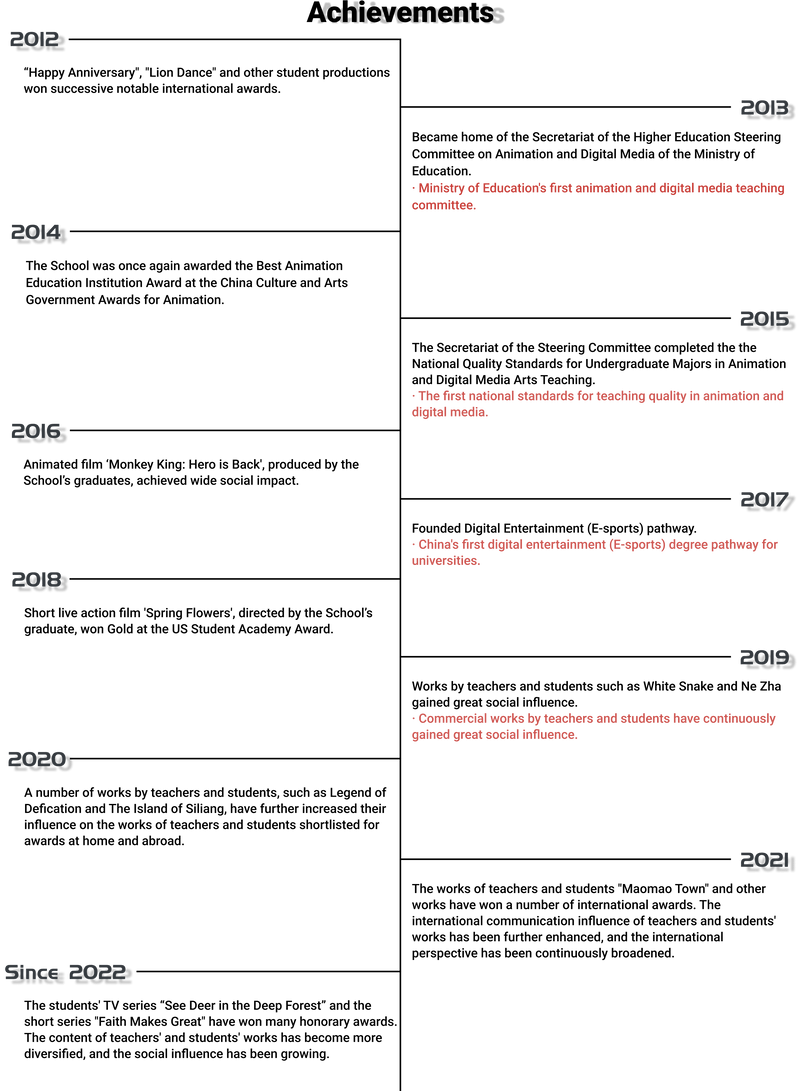 Achievements
2012
“Happy Anniversary", "Lion Dance" and other student productions
won successive notable international awards.
2013
Became home of the Secretariat of the Higher Education Steering
Committee on Animation and Digital Media of the Ministry of
Education.
· Ministry of Education's first animation and digital media teaching
committee.
2014
The School was once again awarded the Best Animation
Education Institution Award at the China Culture and Arts
Government Awards for Animation.
2015
The Secretariat of the Steering Committee completed the the
National Quality Standards for Undergraduate Majors in Animation
and Digital Media Arts Teaching.
· The first national standards for teaching quality in animation and
digital media.
2016
Animated film ‘Monkey King: Hero is Back', produced by the
School’s graduates, achieved wide social impact.
2017
Founded Digital Entertainment (E-sports) pathway.
· China's first digital entertainment (E-sports) degree pathway for
universities.
2018
Short live action film 'Spring Flowers', directed by the School’s
graduate, won Gold at the US Student Academy Award.
2019
Works by teachers and students such as White Snake and Ne Zha
gained great social influence.
· Commercial works by teachers and students have continuously
gained great social influence.
2020
A number of works by teachers and students, such as Legend of
Defication and The Island of Siliang, have further increased their
influence on the works of teachers and students shortlisted for
awards at home and abroad.
2021
The works of teachers and students "Maomao Town" and other
works have won a number of international awards. The
international communication influence of teachers and students'
works has been further enhanced, and the international
perspective has been continuously broadened.
Since 2022
The students' TV series “See Deer in the Deep Forest” and the
short series "Faith Makes Great" have won many honorary awards.
The content of teachers' and students' works has become more
diversified, and the social influence has been growing.